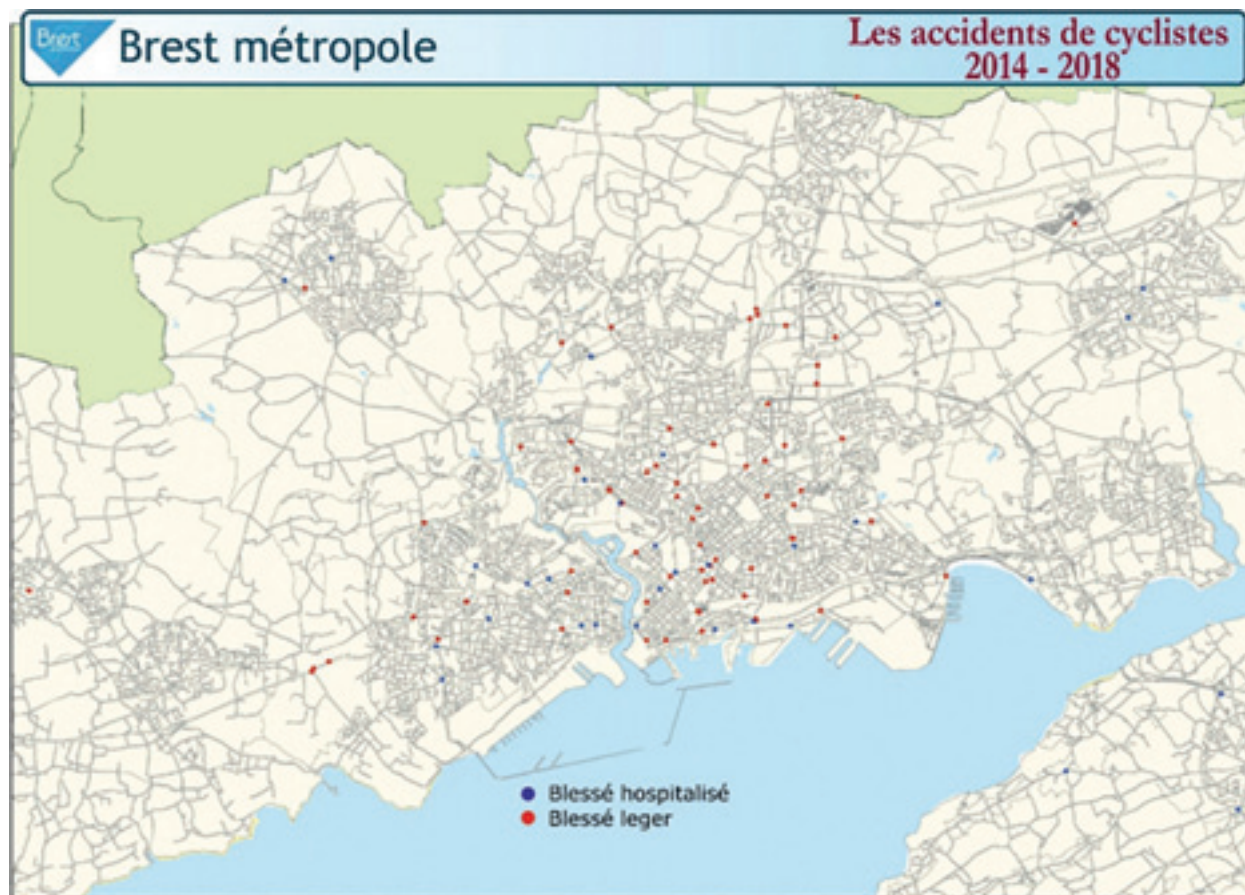 Brest
Brest métropole
Les accidents de cyclistes
2014 - 2018
Blessé hospitalisé
Blessé leger